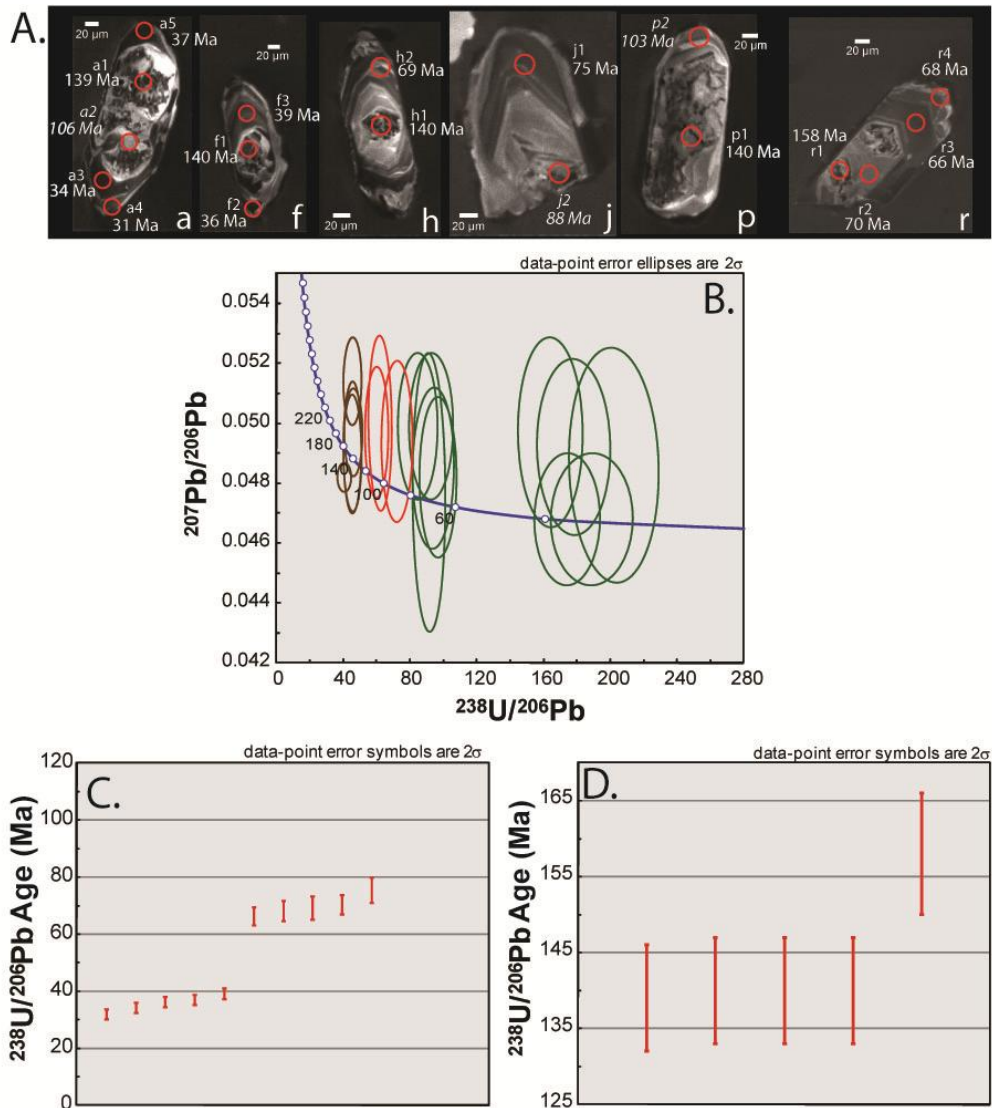 A.
20 µm
a5
37 Ma
a1
139 Ma
a2
106 Ma
a3
34 Ma
a4
31 Ma
a
20 µm
f3
39 Ma
f1
140 Ma
f2
36 Ma
f
20 µm
h2
69 Ma
h1
140 Ma
20 µm
h
j1
75 Ma
j2
88 Ma
20 µm
j
p2
103 Ma
20 µm
p1
140 Ma
p
20 µm
r4
68 Ma
158 Ma
r1
r3
66 Ma
r2
70 Ma
r
data-point error ellipses are 2σ
B.
0.054
0.052
0.050
0.048
0.046
0.044
0.042
220
180
140
100
60
0 40 80 120 160 200 240 280
207Pb/206Pb
238U/206Pb
data-point error symbols are 2σ
C.
120
100
80
60
40
20
0
238U/206Pb Age (Ma)
data-point error symbols are 2σ
D.
165
155
145
135
125
238U/206Pb Age (Ma)